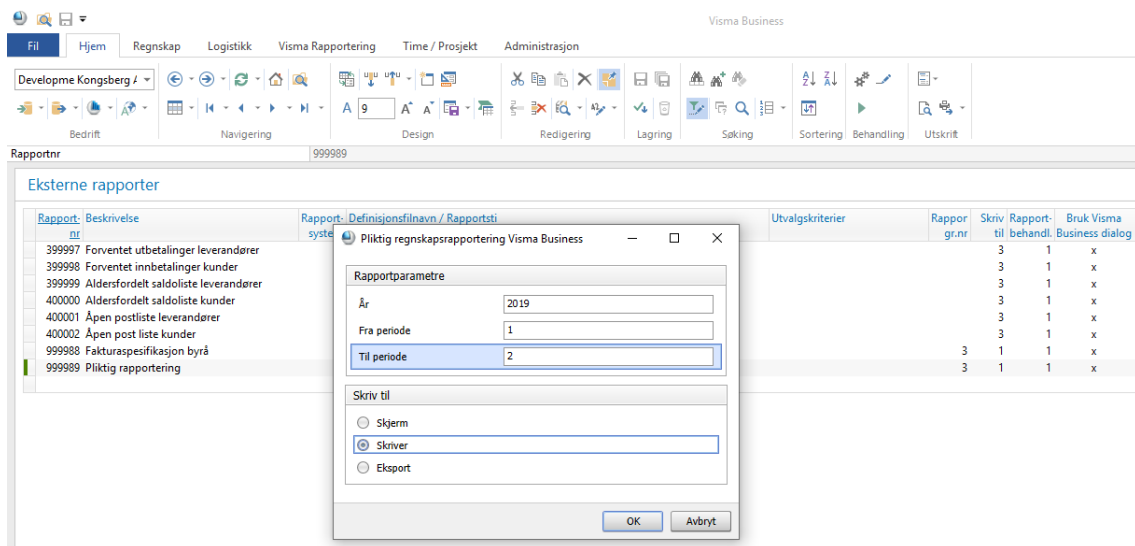 Visma Business
Fil Hjem Regnskap Logistikk Visma Rapportering Time / Prosjekt Administrasjon
Developme Kongsberg A
A 9 A A
Bedrift Navigering Design Redigering Lagring Søking Sortering Behandling Utskrift
Rapportnr 999989
Eksterne rapporter
Rapport- Beskrivelse Rapport- Definisjonsfilnavn / Rapportsti Utvalgskriterier Rappor Skriv Rapport- Bruk Visma
nr syste gr.nr til behandl. Business dialog
399997 Forventet utbetalinger leverandører 3 1 x
399998 Forventet innbetalinger kunder 3 1 x
399999 Aldersfordelt saldoliste leverandører 3 1 x
400000 Aldersfordelt saldoliste kunder 3 1 x
400001 Åpen postliste leverandører 3 1 x
400002 Åpen post liste kunder 3 1 x
999988 Fakturaspesifikasjon byrå 3 1 1 x
999989 Pliktig rapportering 3 1 1 x
Pliktig regnskapsrapportering Visma Business
Rapportparametre
År 2019
Fra periode 1
Til periode 2
Skriv til
Skjerm
Skriver
Eksport
OK Avbryt